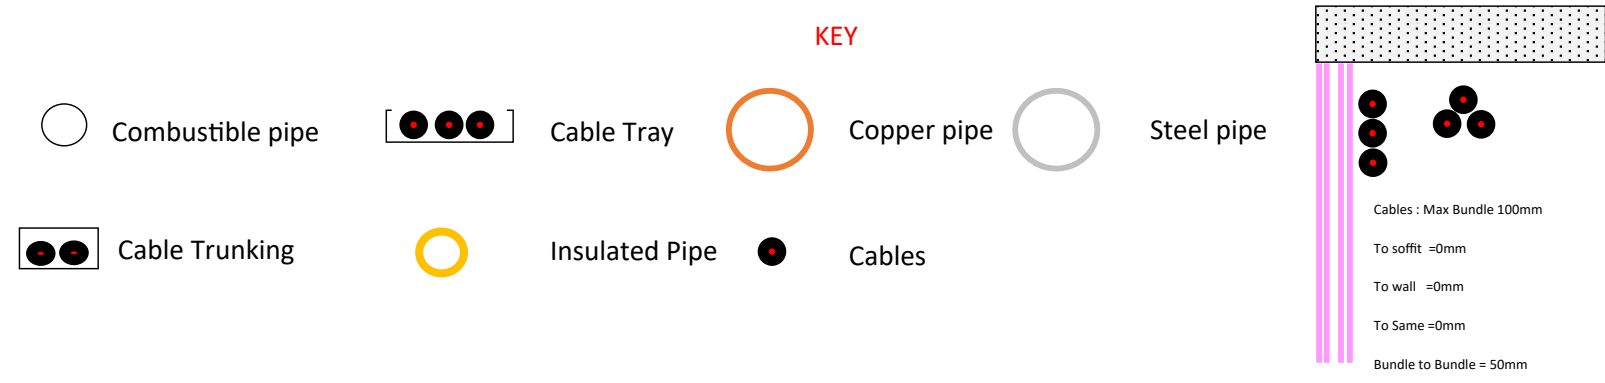 KEY
Combustible pipe
Cable Tray
Copper pipe
Steel pipe
Cable Trunking
Insulated Pipe
Cables
Cables : Max Bundle 100mm
To soffit =0mm
To wall =0mm
To Same =0mm
Bundle to Bundle = 50mm